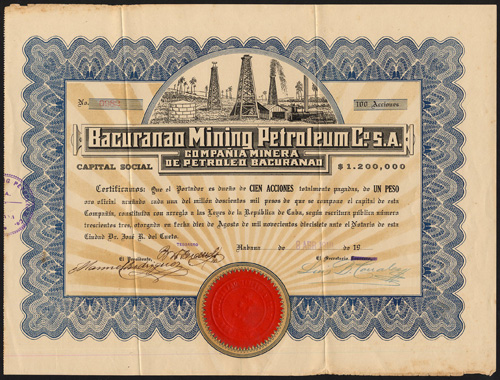 No.
100 Acciones
Bacuranao Mining Petroleum Co. S.A.
COMPAÑIA MINERA
DE PETROLEO BACURANAO
CAPITAL SOCIAL
$1.200,000
Certificamos: Que el Portador es dueño de CIEN ACCIONES totalmente pagadas, de UN PESO
oro oficial acuñado cada una del millón doscientos mil pesos de que se compone el capital de esta
Compañía, constituída con arreglo a las Leyes de la República de Cuba, según escritura pública número
trescientos tres, otorgada en fecha diez de Agosto de mil novecientos diecisiete ante el Notario de esta
Ciudad Dr. José R. del Cueto.
Habana de de 19
El Presidente,
El Secretario